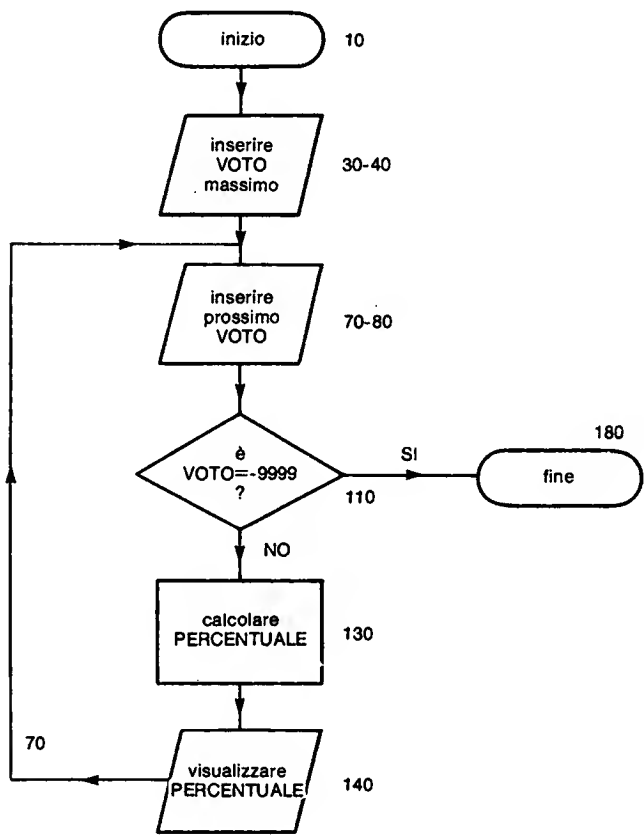 inizio
10
inserire
VOTO
massimo
30-40
inserire
prossimo
VOTO
70-80
è
VOTO=-9999
?
110
SI
180
fine
NO
calcolare
PERCENTUALE
130
70
visualizzare
PERCENTUALE
140